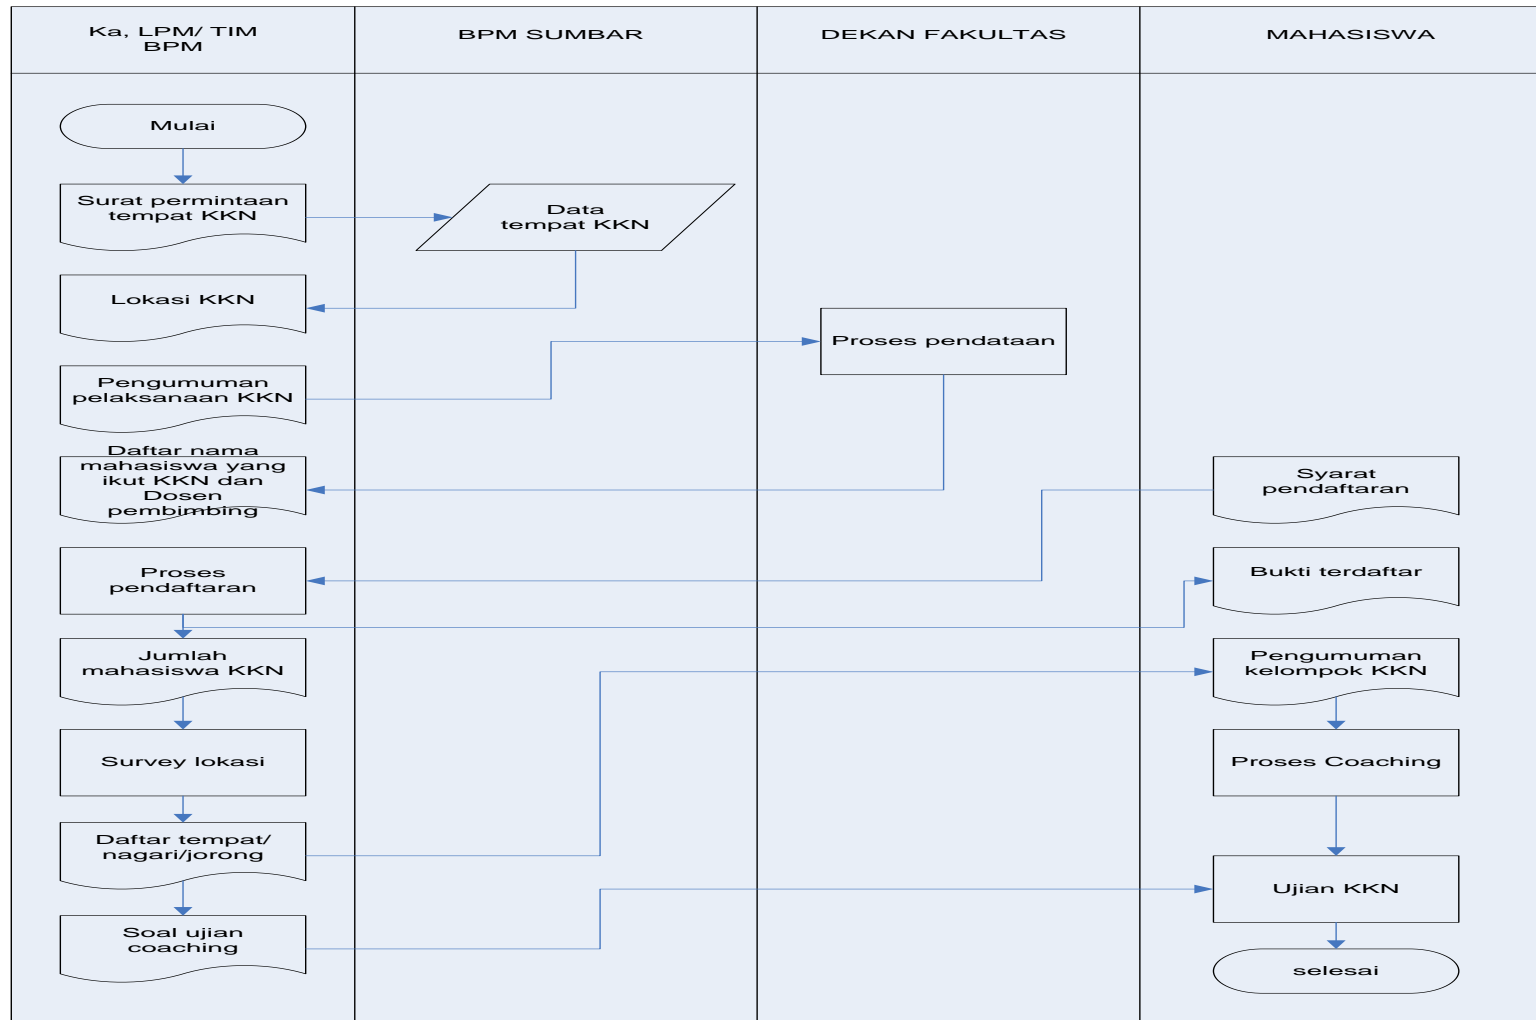 Ka, LPM/ TIM
BPM
BPM SUMBAR
DEKAN FAKULTAS
MAHASISWA
Mulai
Surat permintaan
tempat KKN
Data
tempat KKN
Lokasi KKN
Proses pendataan
Pengumuman
pelaksanaan KKN
Daftar nama
mahasiswa yang
ikut KKN dan
Dosen
pembimbing
Syarat
pendaftaran
Proses
pendaftaran
Bukti terdaftar
Jumlah
mahasiswa KKN
Pengumuman
kelompok KKN
Survey lokasi
Proses Coaching
Daftar tempat/
nagari/jorong
Ujian KKN
Soal ujian
coaching
selesai